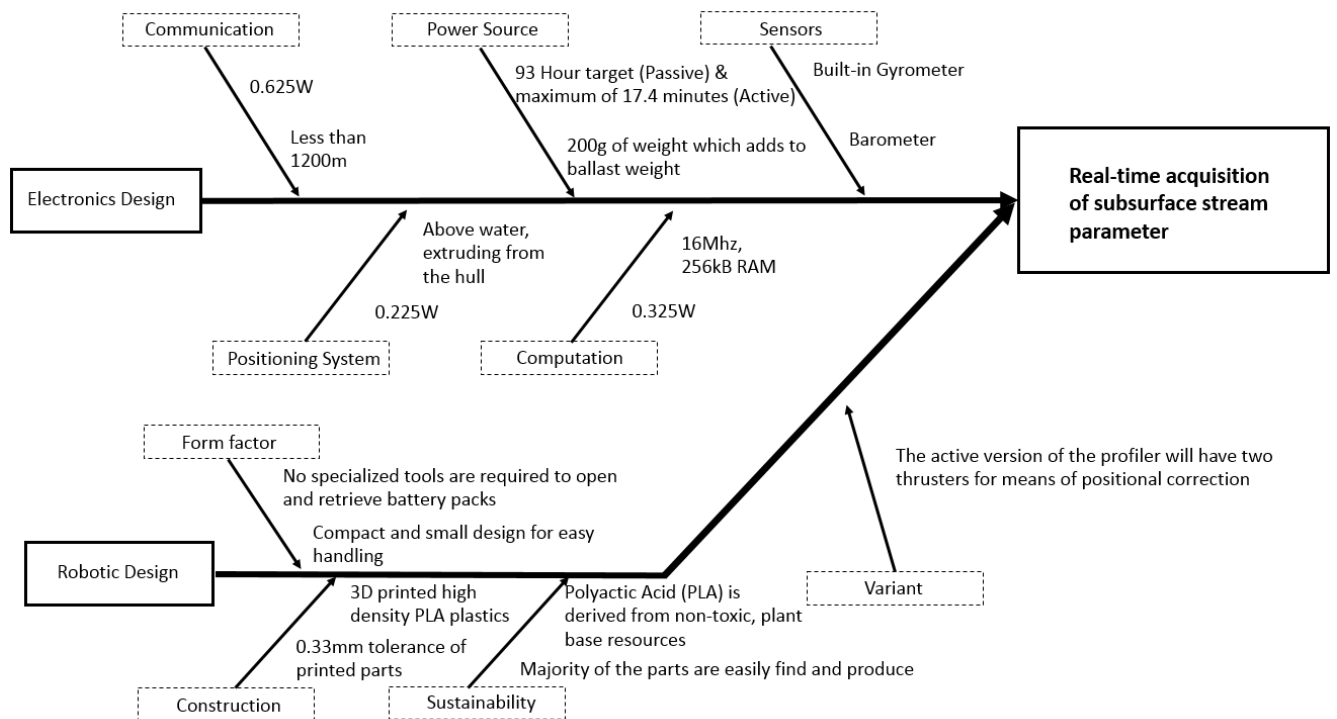 Communication
Power Source
Sensors
0.625W
Less than
1200m
93 Hour target (Passive) &
maximum of 17.4 minutes (Active)
200g of weight which adds to
ballast weight
Built-in Gyrometer
Barometer
Electronics Design
Real-time acquisition
of subsurface stream
parameter
Above water,
extruding from
the hull
0.225W
16Mhz,
256kB RAM
0.325W
Positioning System
Computation
Form factor
No specialized tools are required to open
and retrieve battery packs
Compact and small design for easy
handling
The active version of the profiler will have two
thrusters for means of positional correction
Robotic Design
3D printed high
density PLA plastics
0.33mm tolerance of
printed parts
Polyactic Acid (PLA) is
derived from non-toxic, plant
base resources
Majority of the parts are easily find and produce
Variant
Construction
Sustainability